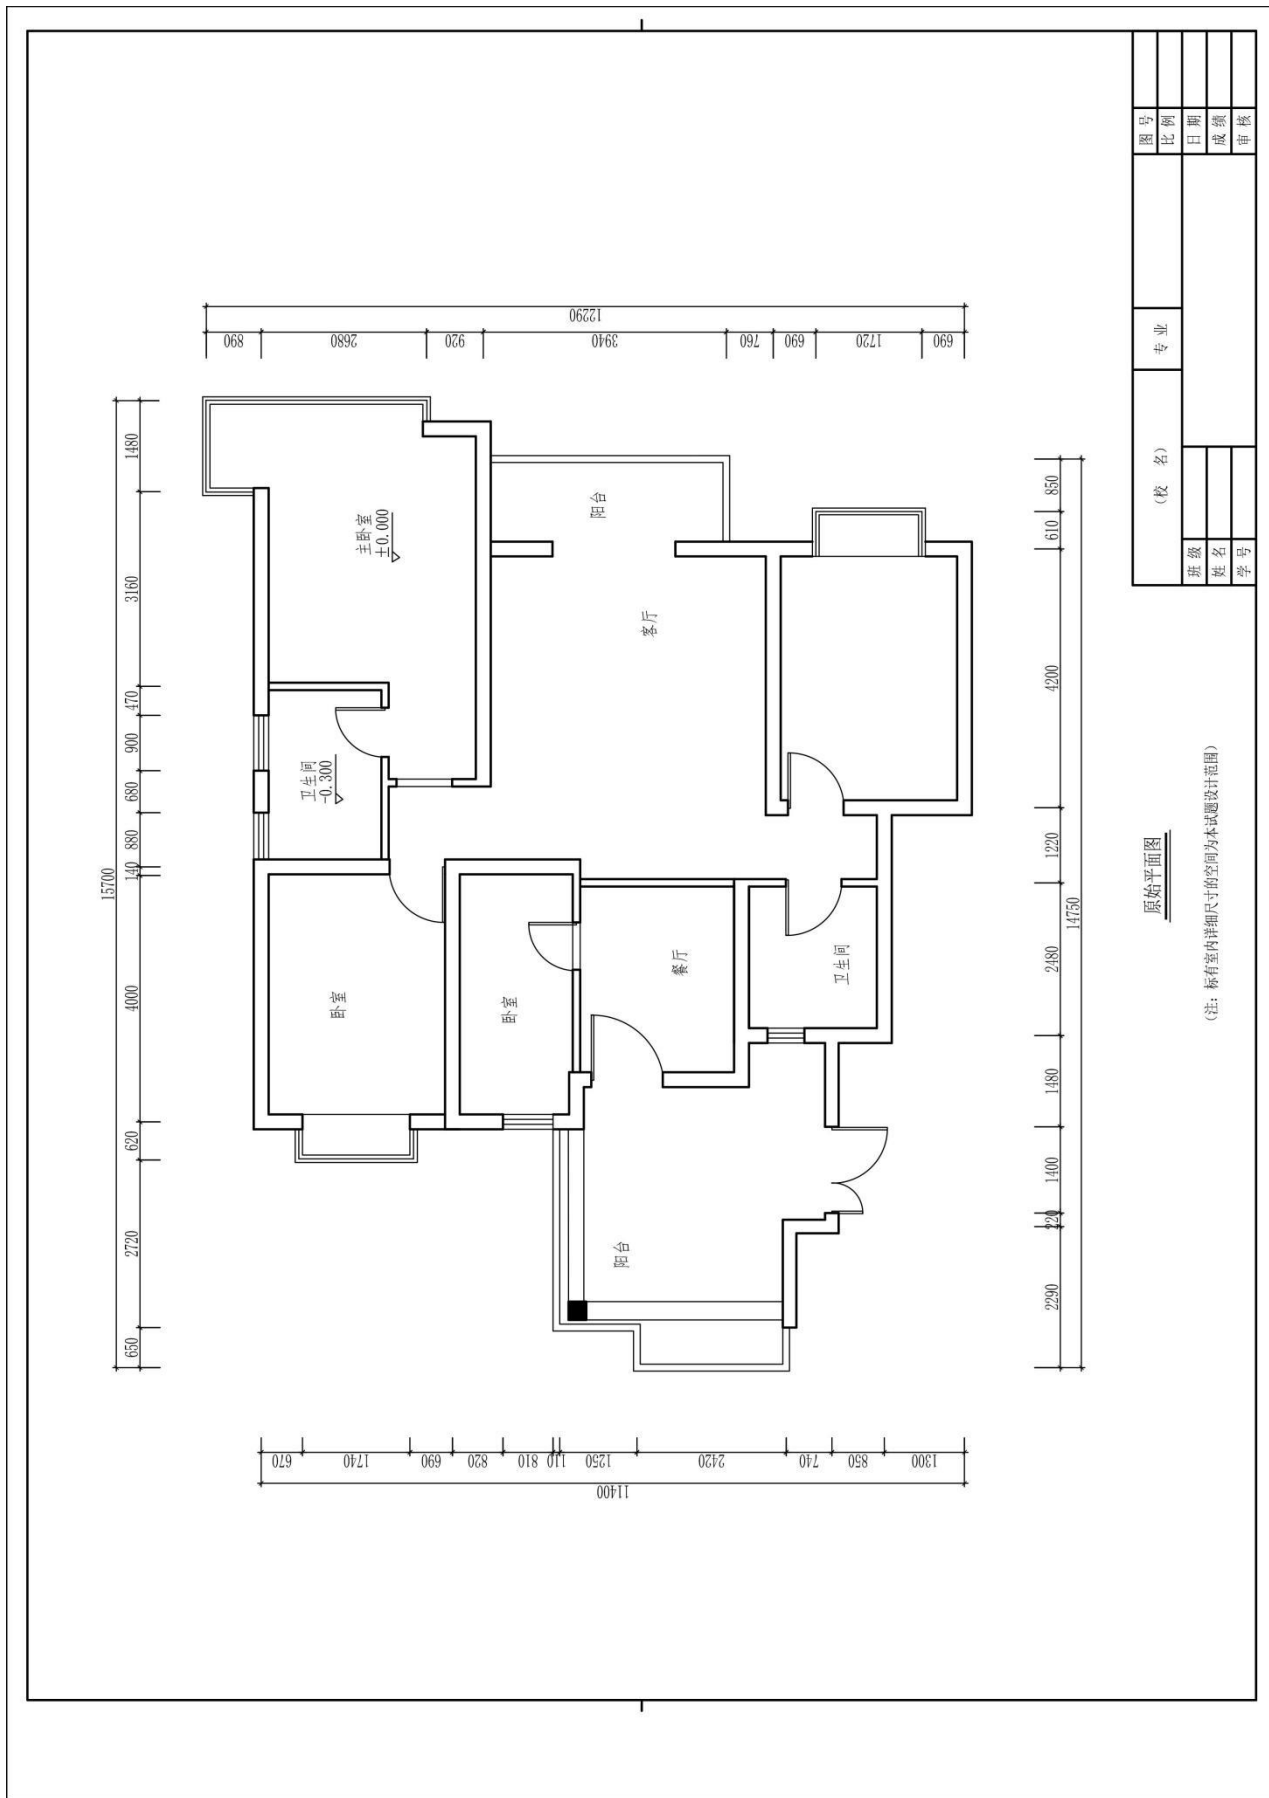 15700
650 2720 620 4000 140 880 680 900 470 3160 1480
670
1740
690
820
810
110
1250
2420
740
850
1300
11400
卫生间
-0.300
主卧室
±0.000
卧室
卧室
阳台
阳台
客厅
餐厅
卫生间
890
2680
920
3940
760
690
1720
690
12290
2290 220 1400 1480 2480 1220 4200 610 850
14750
原始平面图
(注: 标有室内详细尺寸的空间为本试题设计范围)
(校 名)
专 业
图 号
比 例
班 级
姓 名
学 号
日 期
成 绩
审 核